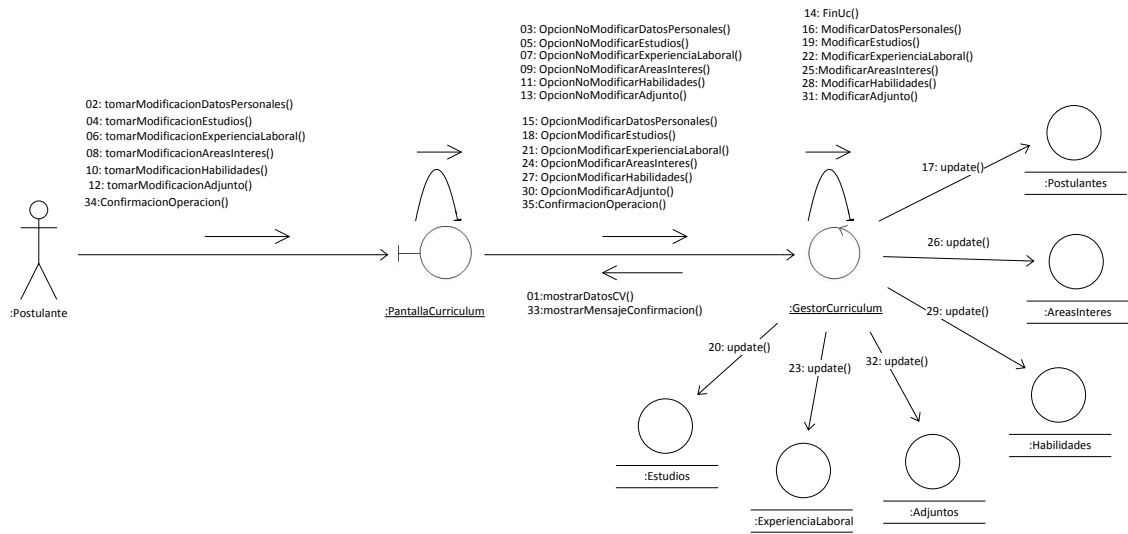 03: OpcionNoModificarDatosPersonales()
05: OpcionNoModificarEstudios()
07: OpcionNoModificarExperienciaLaboral()
09: OpcionNoModificarAreasInteres()
11: OpcionNoModificarHabilidades()
13: OpcionNoModificarAdjunto()
14: FinUc()
16: ModificarDatosPersonales()
19: ModificarEstudios()
22: ModificarExperienciaLaboral()
25:ModificarAreasInteres()
28: ModificarHabilidades()
31: ModificarAdjunto()
02: tomarModificacionDatosPersonales()
04: tomarModificacionEstudios()
06: tomarModificacionExperienciaLaboral()
08: tomarModificacionAreasInteres()
10: tomarModificacionHabilidades()
12: tomarModificacionAdjunto()
34:ConfirmacionOperacion()
15: OpcionModificarDatosPersonales()
18: OpcionModificarEstudios()
21: OpcionModificarExperienciaLaboral()
24: OpcionModificarAreasInteres()
27: OpcionModificarHabilidades()
30: OpcionModificarAdjunto()
35:ConfirmacionOperacion()
17: update()
:Postulantes
26: update()
:Postulante
:PantallaCurriculum
01:mostrarDatosCV()
33:mostrarMensajeConfirmacion()
:GestorCurriculum
29: update()
:AreasInteres
20: update()
23: update()
32: update()
:Habilidades
:Estudios
:ExperienciaLaboral
:Adjuntos